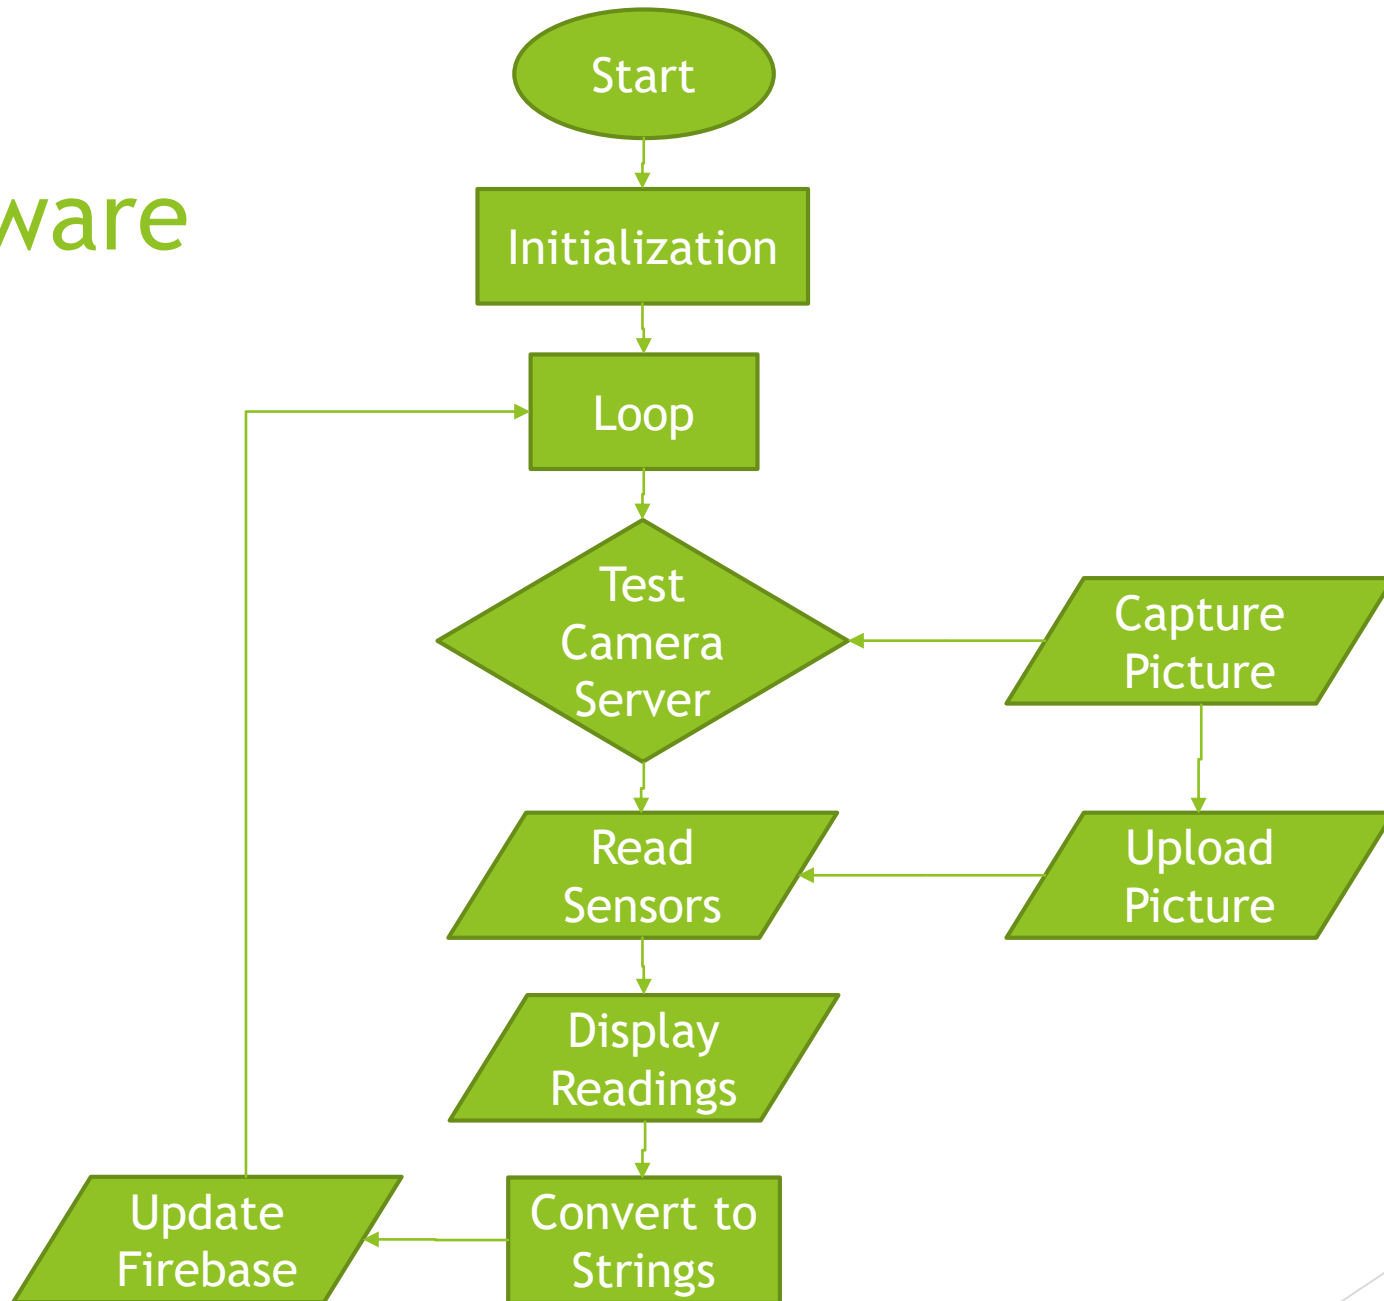 Start
ware
Initialization
Loop
Test
Camera
Server
Capture
Picture
Read
Sensors
Upload
Picture
Display
Readings
Convert to
Strings
Update
Firebase